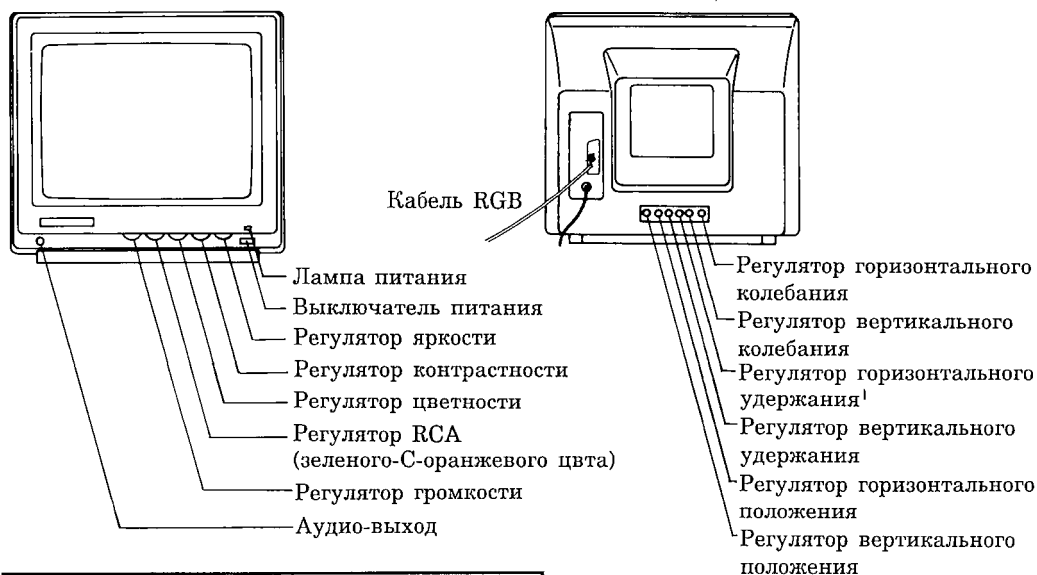 Кабель RGB
Лампа питания
Выключатель питания
Регулятор яркости
Регулятор контрастности
Регулятор цветности
Регулятор RCA
(зеленого-С-оранжевого цвта)
Регулятор громкости
Аудио-выход
Регулятор горизонтального
колебания
Регулятор вертикального
колебания
Регулятор горизонтального
удержания¹
Регулятор вертикального
удержания
Регулятор горизонтального
положения
Регулятор вертикального
положения